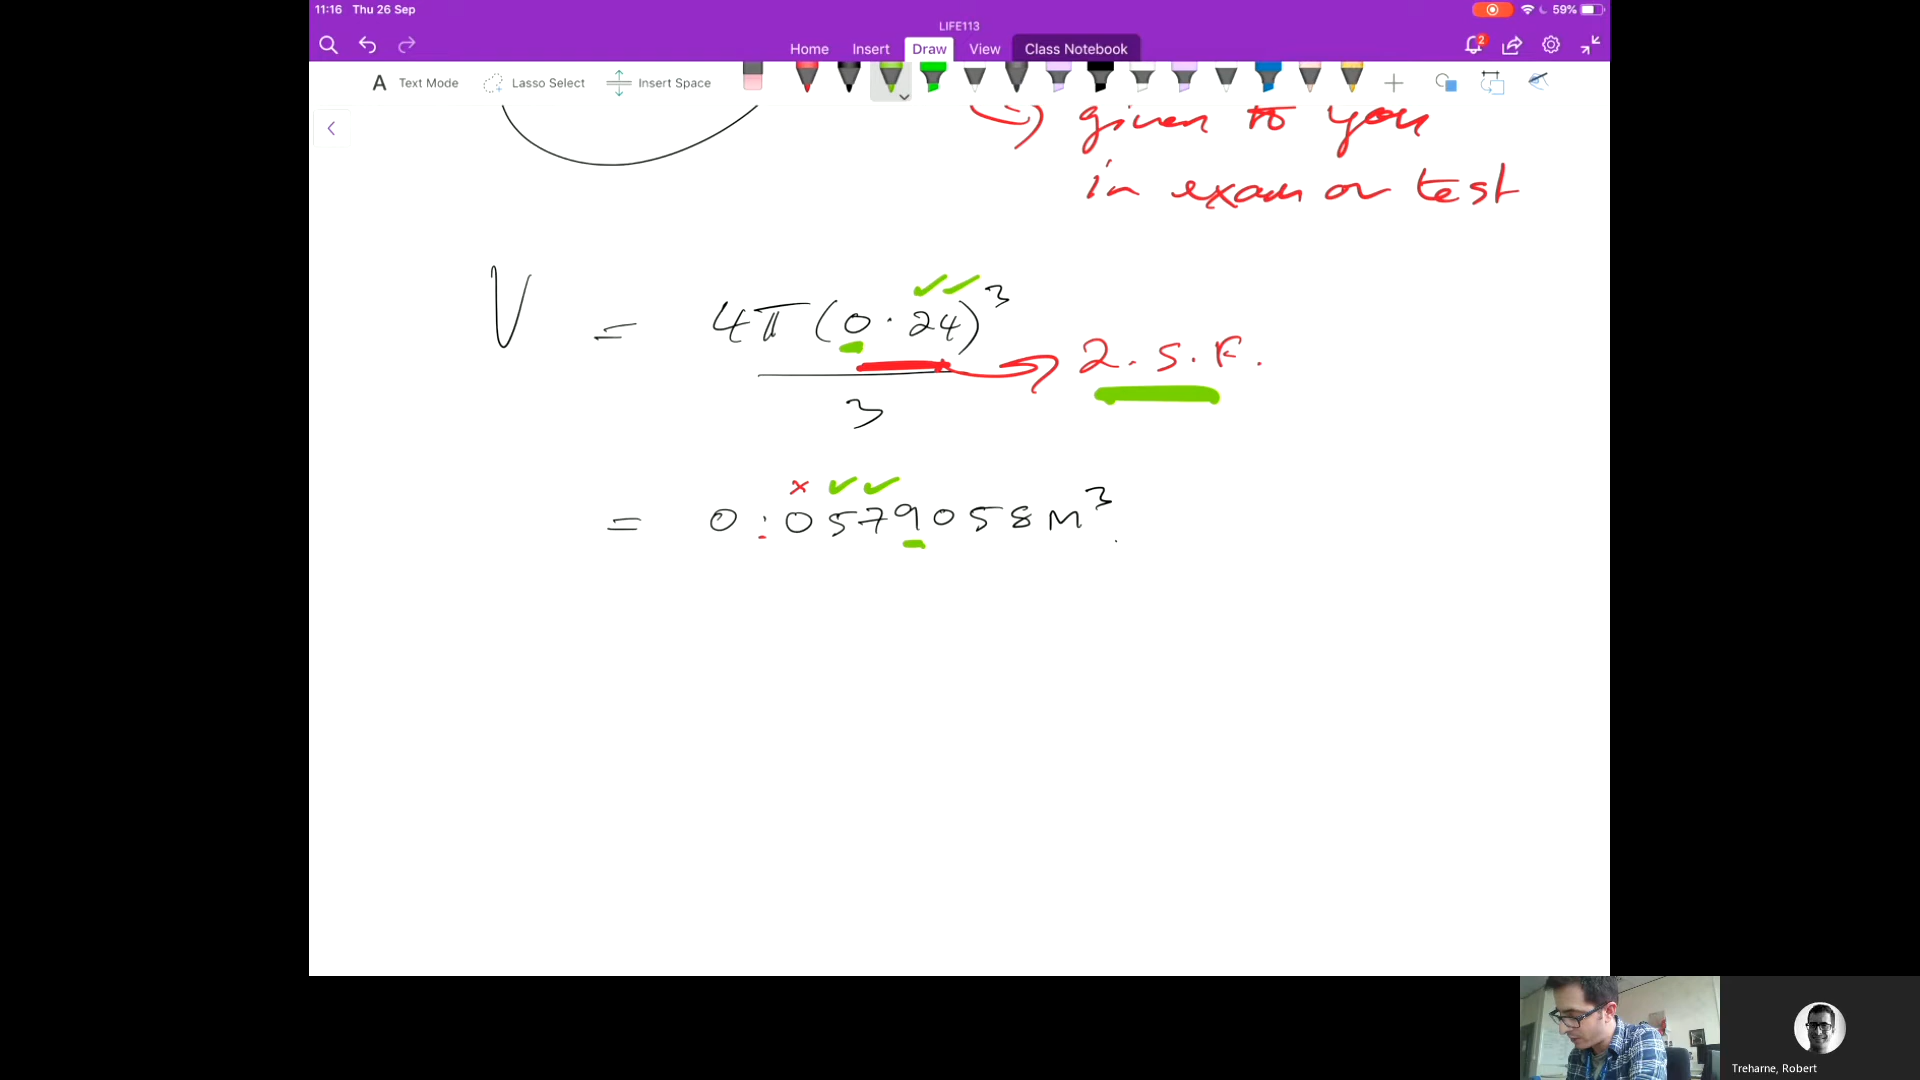 11:16 Thu 26 Sep
59%
LIFE113
Home Insert Draw View Class Notebook
2
A Text Mode Lasso Select Insert Space
given to you
in exam or test
V = 4π(0.24)³
3
2.S.F.
= 0.0579058 m³
Treharne, Robert